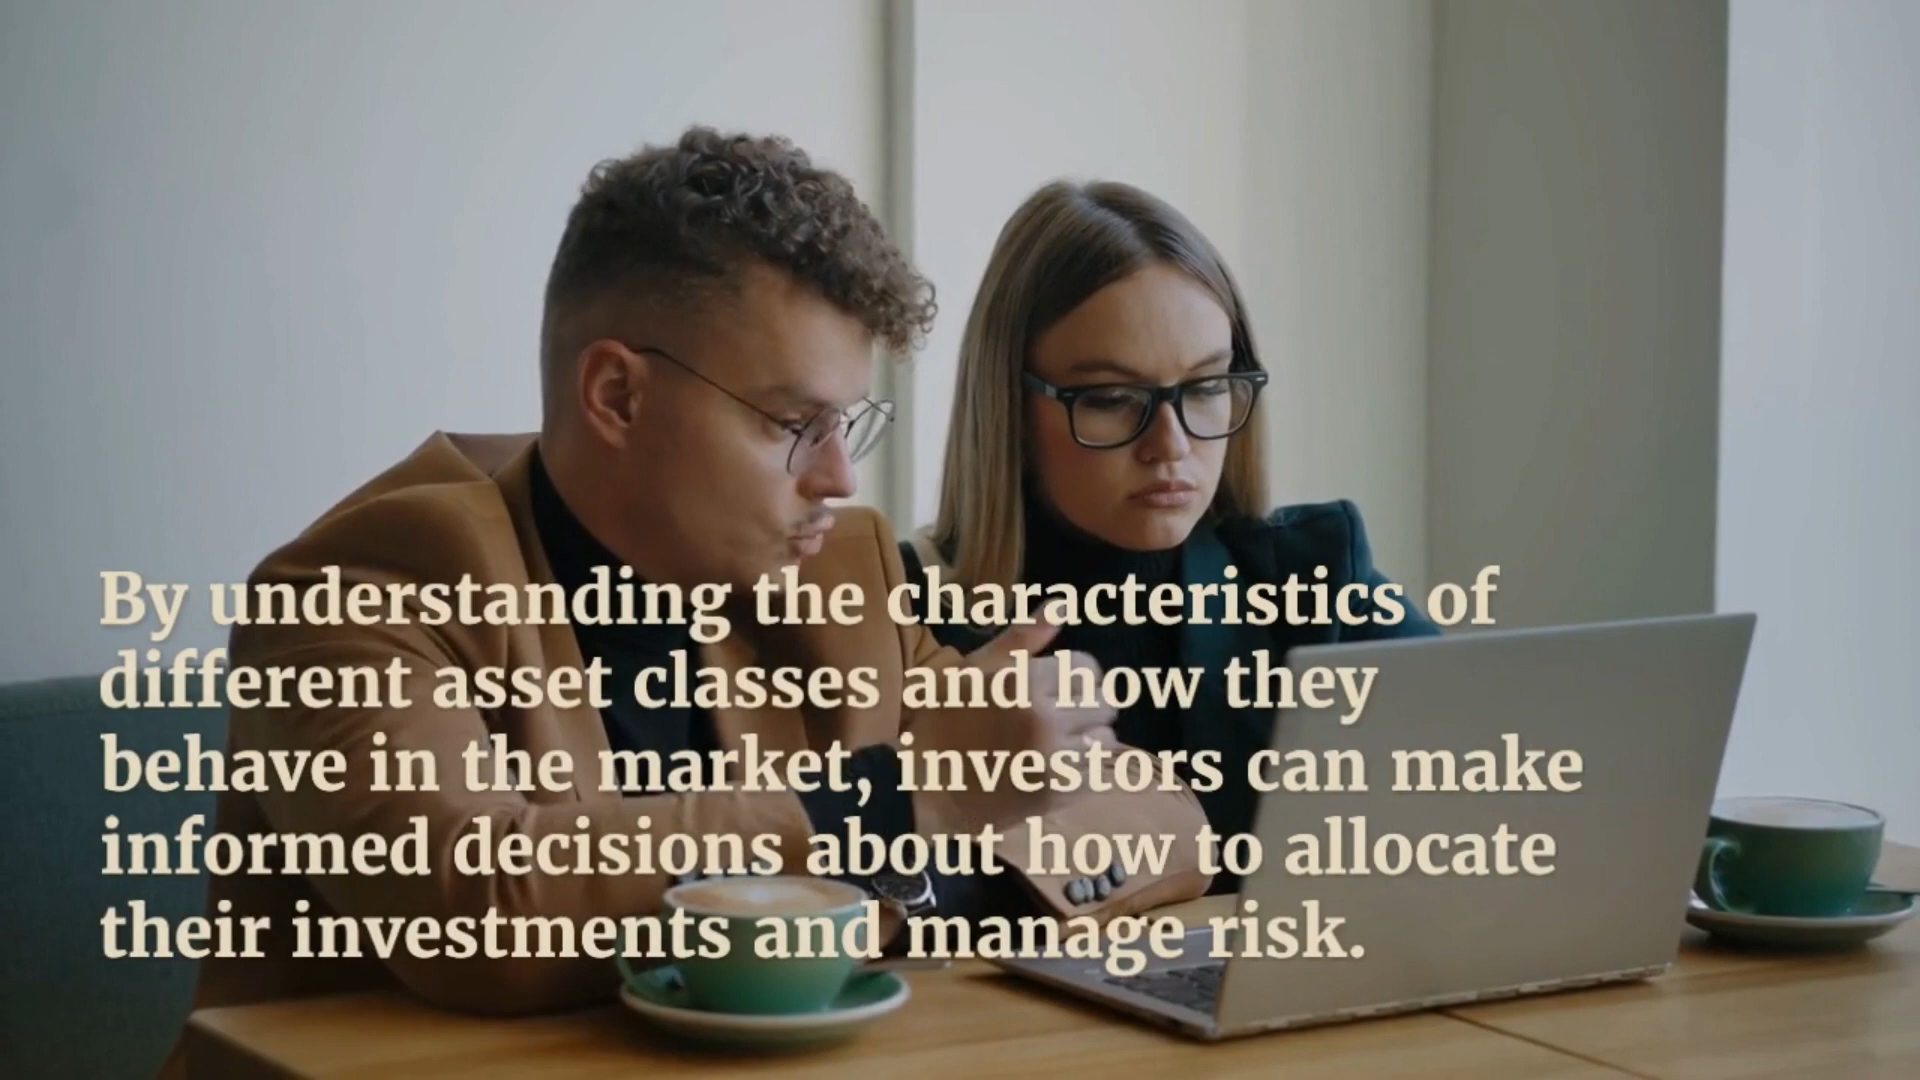 By understanding the characteristics of
different asset classes and how they
behave in the market, investors can make
informed decisions about how to allocate
their investments and manage risk.